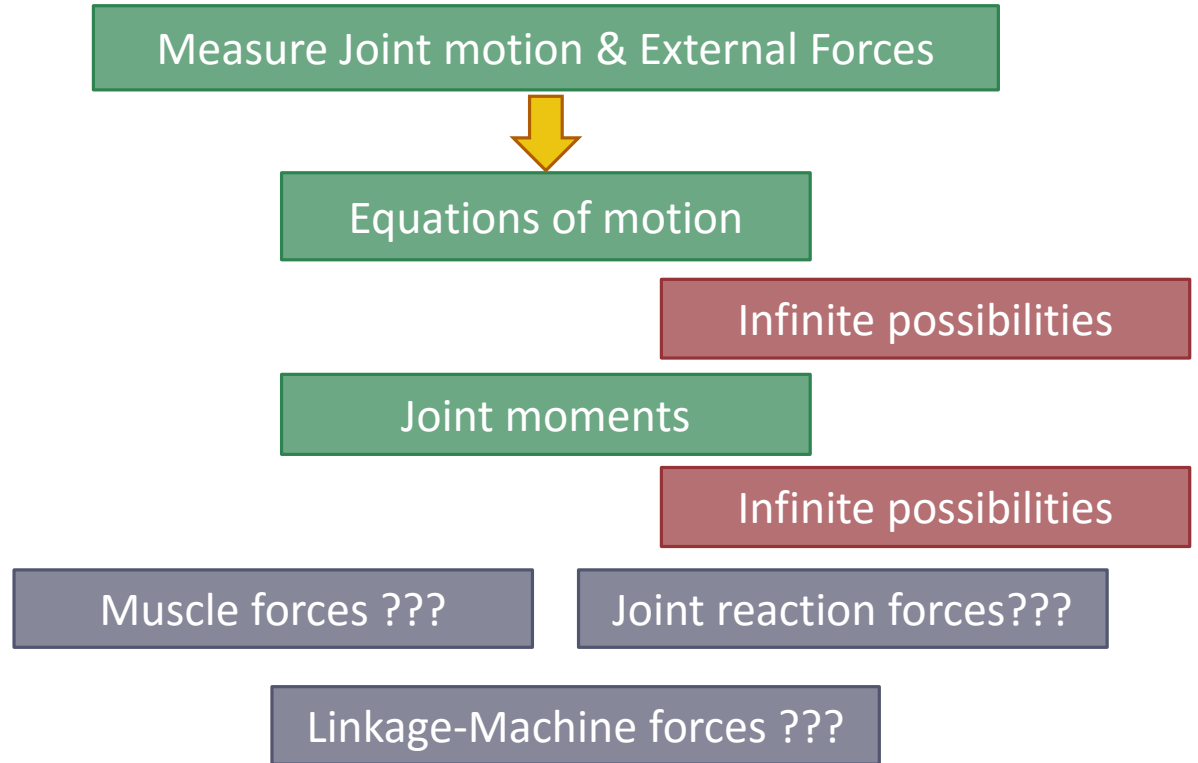 Measure Joint motion & External Forces
Equations of motion
Infinite possibilities
Joint moments
Infinite possibilities
Muscle forces ???
Joint reaction forces???
Linkage-Machine forces ???